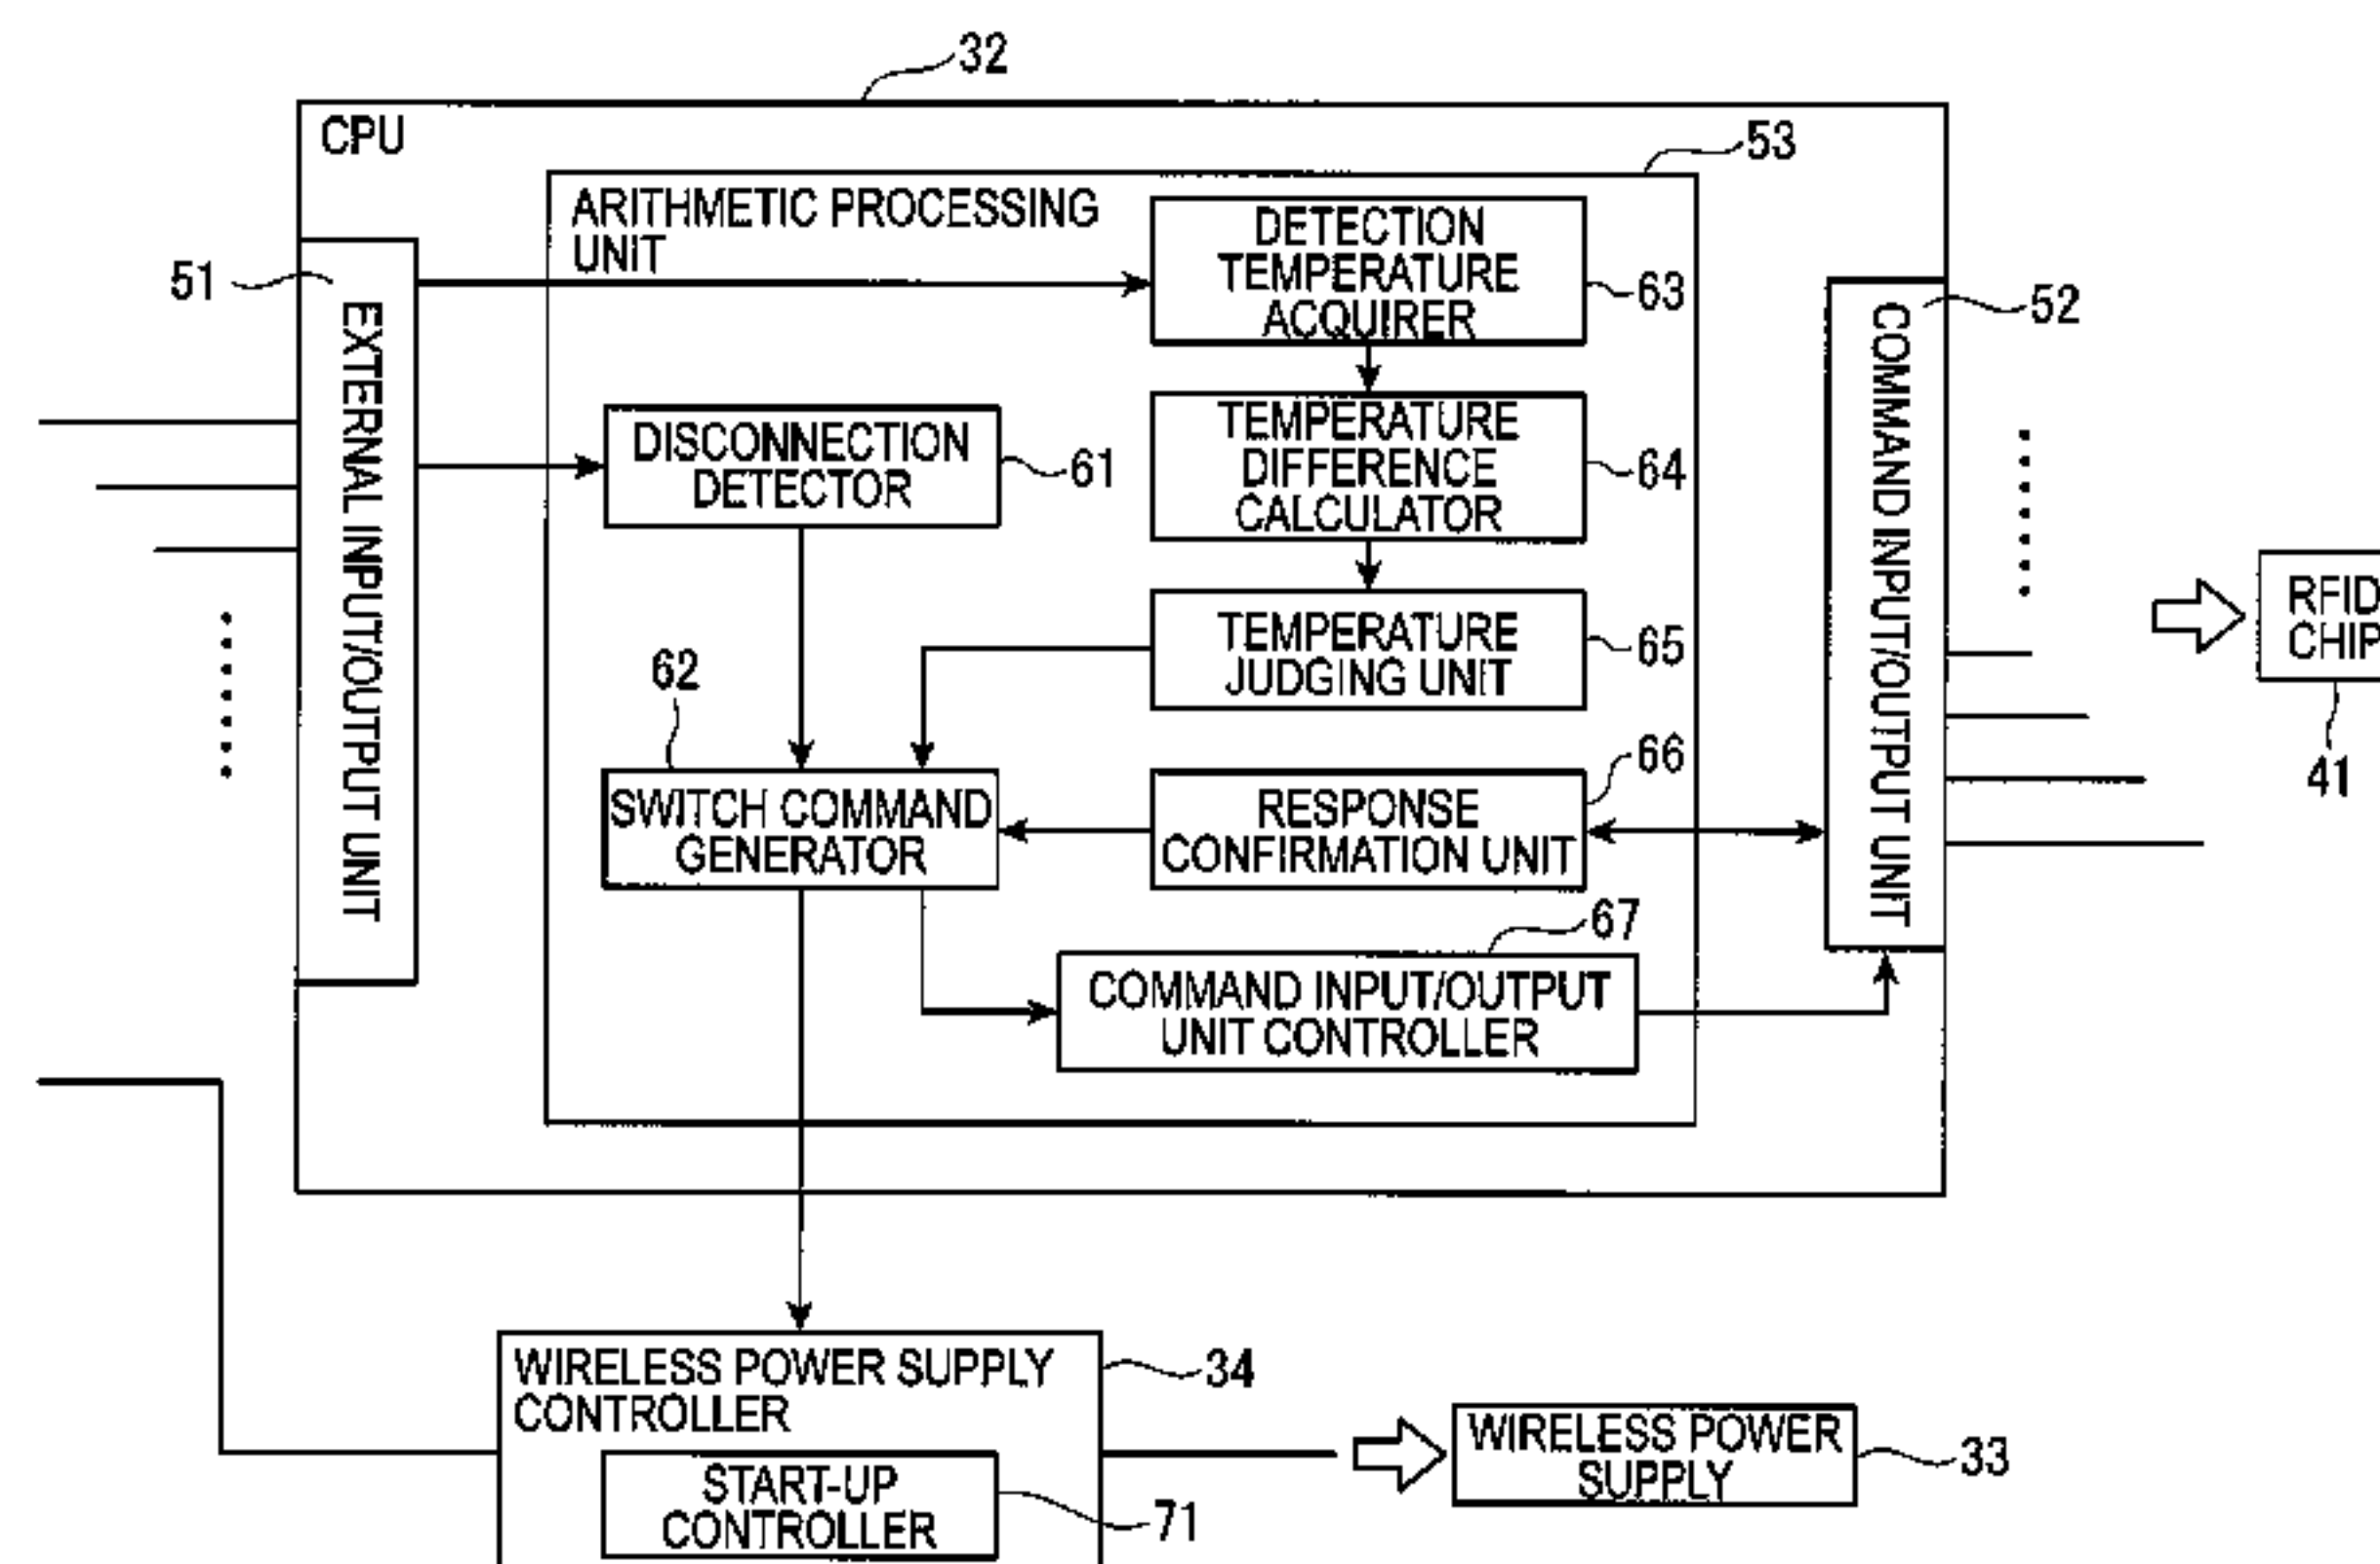 32
CPU
53
ARITHMETIC PROCESSING
UNIT
DETECTION
TEMPERATURE
ACQUIRER
63
51
EXTERNAL INPUT/OUTPUT UNIT
52
COMMAND INPUT/OUTPUT UNIT
DISCONNECTION
DETECTOR
61
TEMPERATURE
DIFFERENCE
CALCULATOR
64
RFID
CHIP
41
62
TEMPERATURE
JUDGING UNIT
65
66
SWITCH COMMAND
GENERATOR
RESPONSE
CONFIRMATION UNIT
67
COMMAND INPUT/OUTPUT
UNIT CONTROLLER
WIRELESS POWER SUPPLY
CONTROLLER
34
START-UP
CONTROLLER
71
WIRELESS POWER
SUPPLY
33